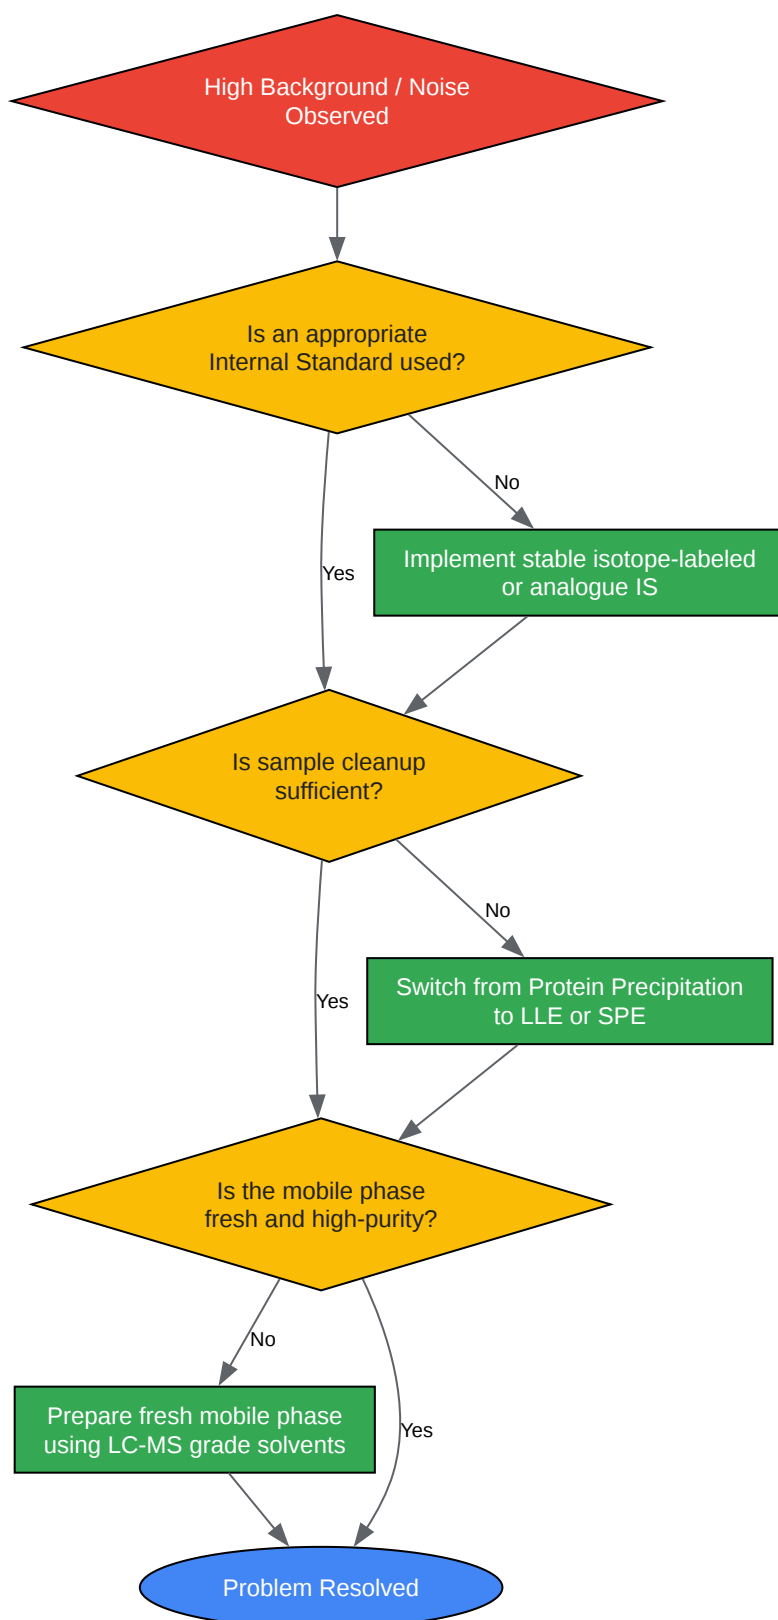 High Background / Noise
Observed
Is an appropriate
Internal Standard used?
No
Implement stable isotope-labeled
or analogue IS
Yes
Is sample cleanup
sufficient?
No
Switch from Protein Precipitation
to LLE or SPE
Yes
Is the mobile phase
fresh and high-purity?
No
Prepare fresh mobile phase
using LC-MS grade solvents
Yes
Problem Resolved